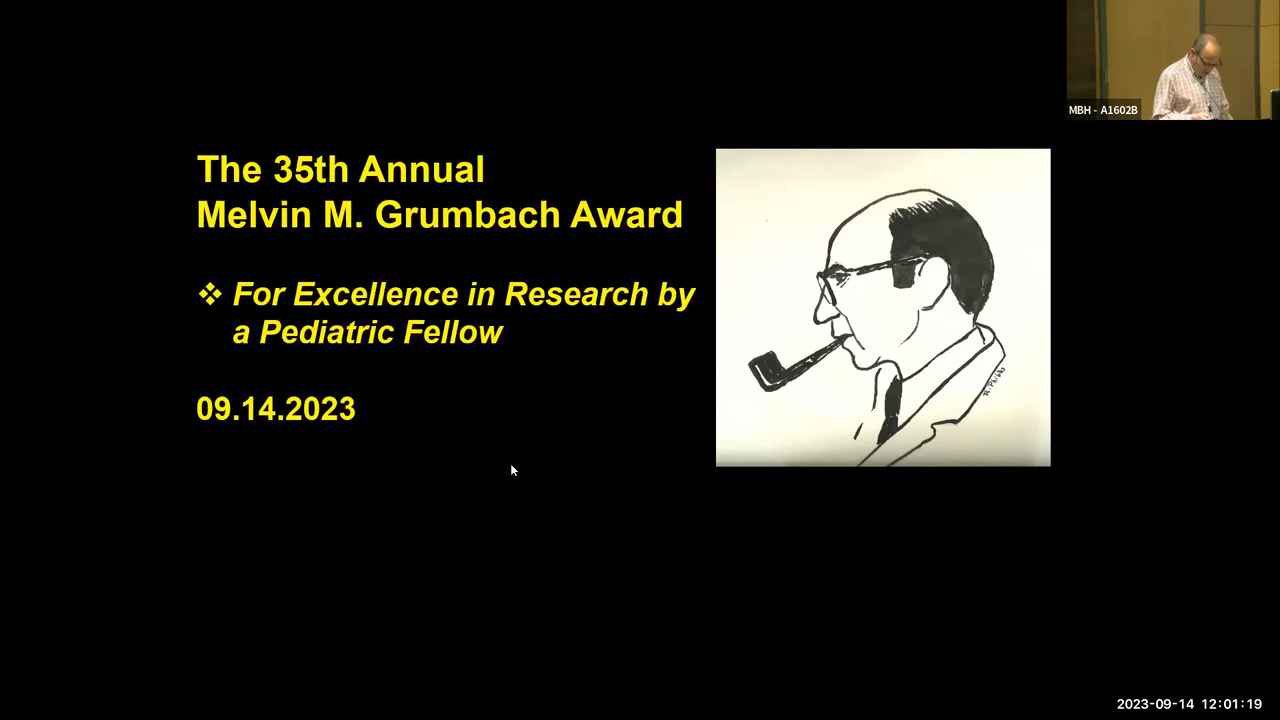 MBH - A1602B
The 35th Annual
Melvin M. Grumbach Award
❖ For Excellence in Research by
a Pediatric Fellow
09.14.2023
R. Phibbs
2023-09-14 12:01:19